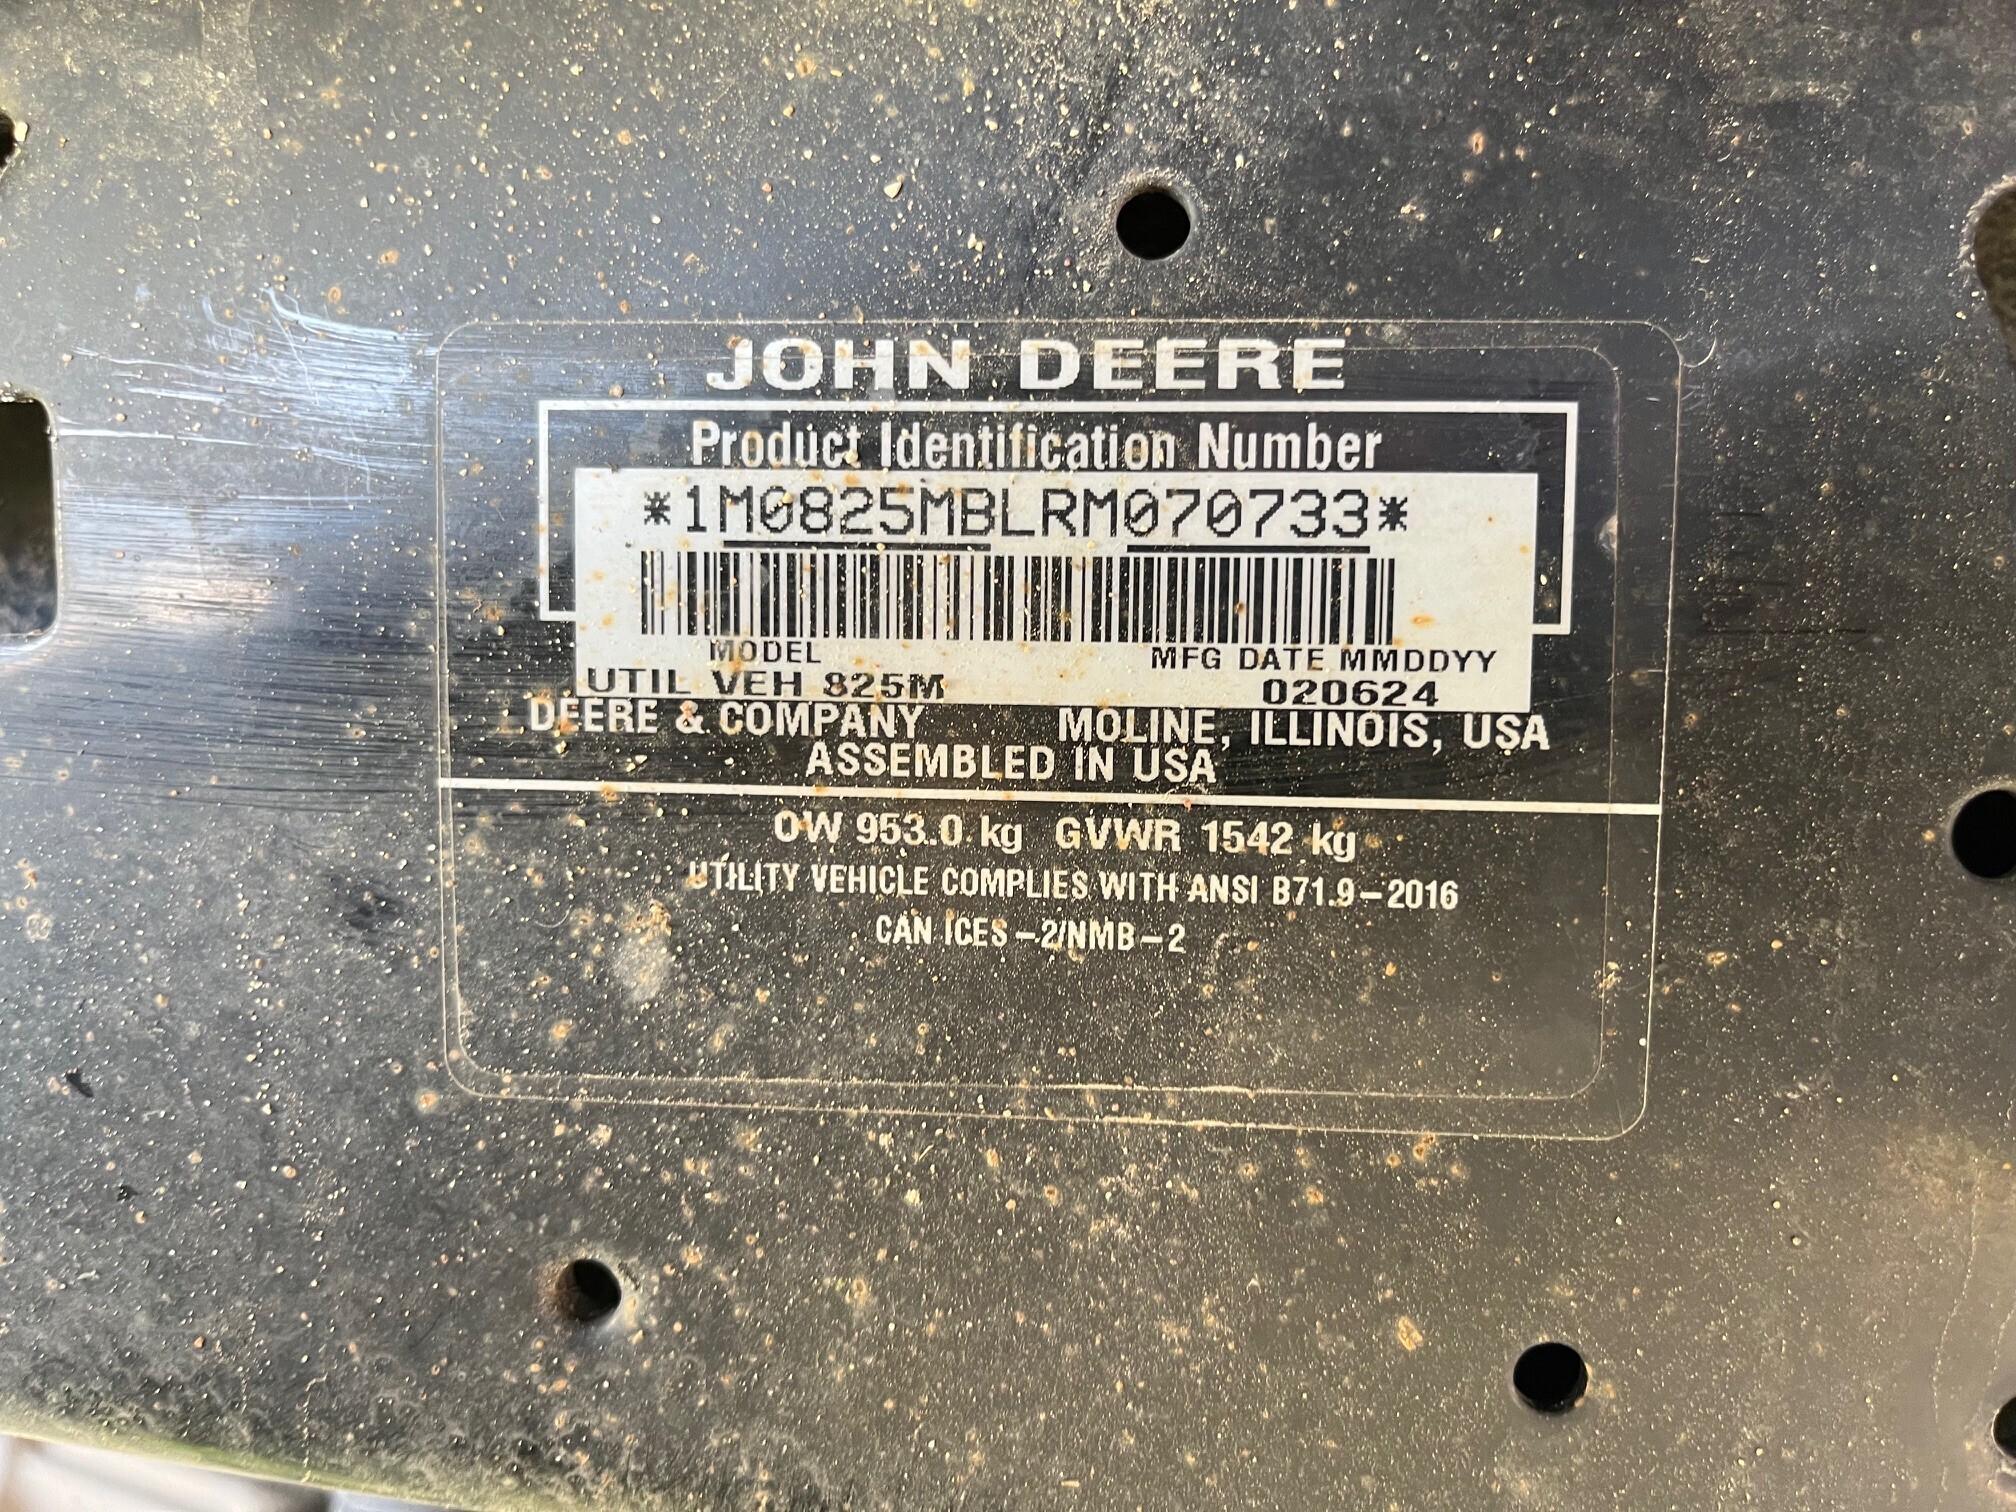 JOHN DEERE
Product Identification Number
*1M0825MBLRM070733*
MODEL MFG DATE MMDDYY
UTIL VEH 825M 020624
DEERE & COMPANY MOLINE, ILLINOIS, USA
ASSEMBLED IN USA
OW 953.0 kg GVWR 1542 kg
UTILITY VEHICLE COMPLIES WITH ANSI B71.9-2016
CAN ICES -2/NMB-2